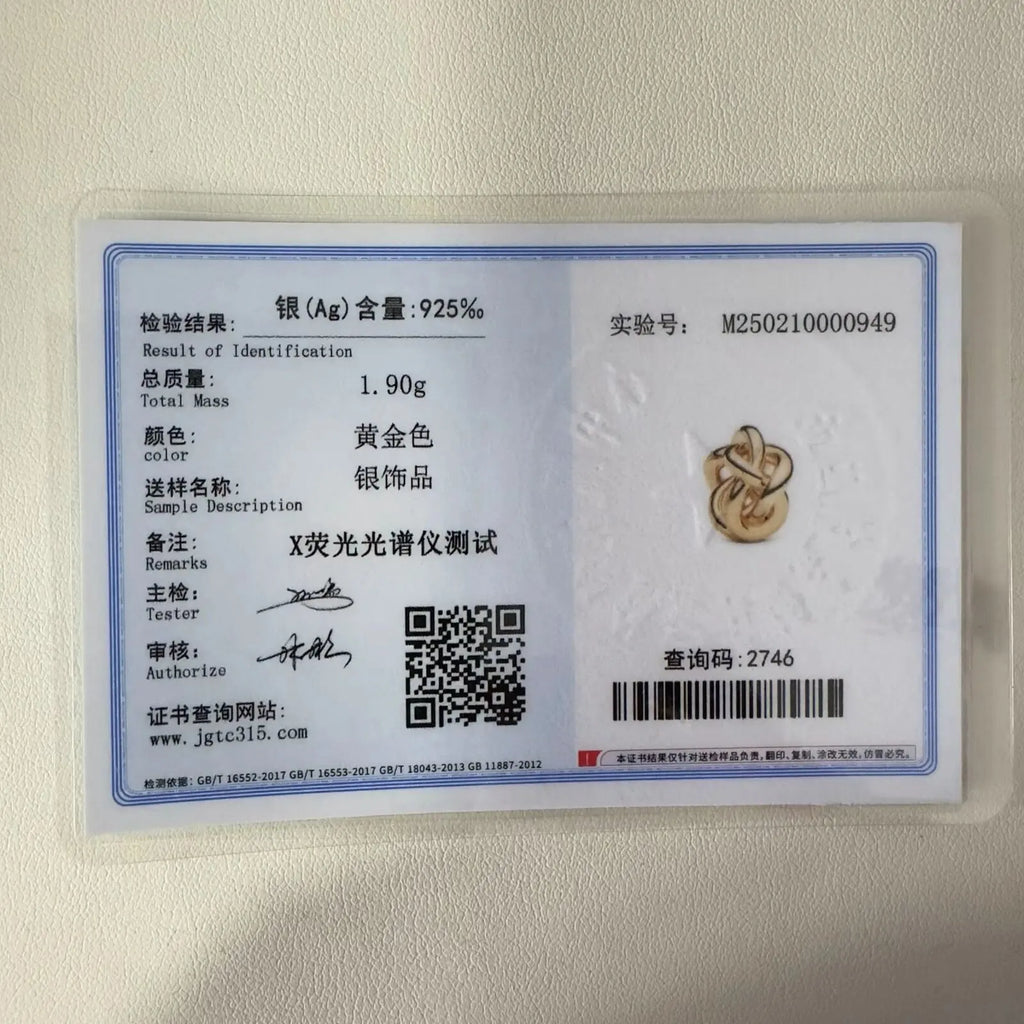 检验结果: 银(Ag)含量:925‰
Result of Identification
总质量: 1.90g
Total Mass
颜色: 黄金色
color
送样名称: 银饰品
Sample Description
备注: X荧光光谱仪测试
Remarks
主检:
Tester
审核:
Authorize
证书查询网站:
www.jgtc315.com
检测依据: GB/T 16552-2017 GB/T 16553-2017 GB/T 18043-2013 GB 11887-2012
实验号: M250210000949
查询码:2746
本证书结果仅针对送检样品负责,翻印、复制、涂改无效,仿冒必究。